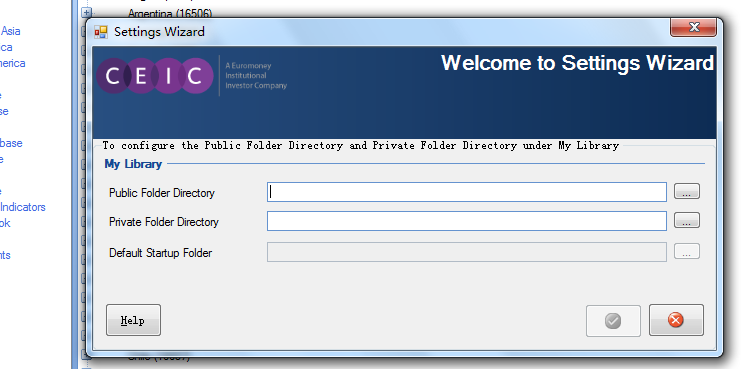 Argentina (16506)
Settings Wizard
Asia
ca
merica
e
se
base
e
e
Indicators
ok
nts
CEIC
A Euromoney
Institutional
Investor Company
Welcome to Settings Wizard
To configure the Public Folder Directory and Private Folder Directory under My Library
My Library
Public Folder Directory
...
Private Folder Directory
...
Default Startup Folder
...
Help